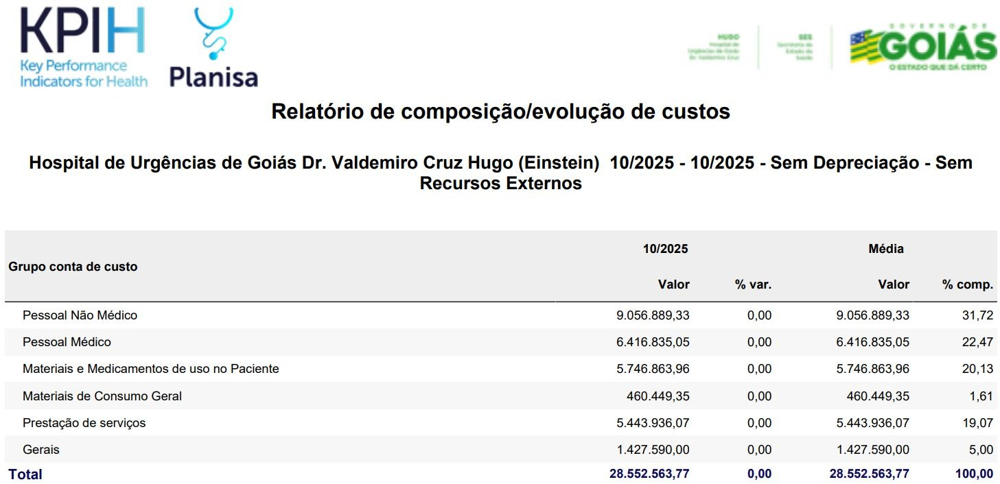 KPIH
Key Performance
Indicators for Health
Planisa
HUGO
Hospital de
Urgências de Goiás
Dr. Valdemiro Cruz
SES
Secretaria de
Estado da
Saúde
GOVERNO DE
GOIÁS
O ESTADO QUE DÁ CERTO
Relatório de composição/evolução de custos
Hospital de Urgências de Goiás Dr. Valdemiro Cruz Hugo (Einstein) 10/2025 - 10/2025 - Sem Depreciação - Sem
Recursos Externos
10/2025 Média
Grupo conta de custo
Valor % var. Valor % comp.
Pessoal Não Médico 9.056.889,33 0,00 9.056.889,33 31,72
Pessoal Médico 6.416.835,05 0,00 6.416.835,05 22,47
Materiais e Medicamentos de uso no Paciente 5.746.863,96 0,00 5.746.863,96 20,13
Materiais de Consumo Geral 460.449,35 0,00 460.449,35 1,61
Prestação de serviços 5.443.936,07 0,00 5.443.936,07 19,07
Gerais 1.427.590,00 0,00 1.427.590,00 5,00
Total 28.552.563,77 0,00 28.552.563,77 100,00